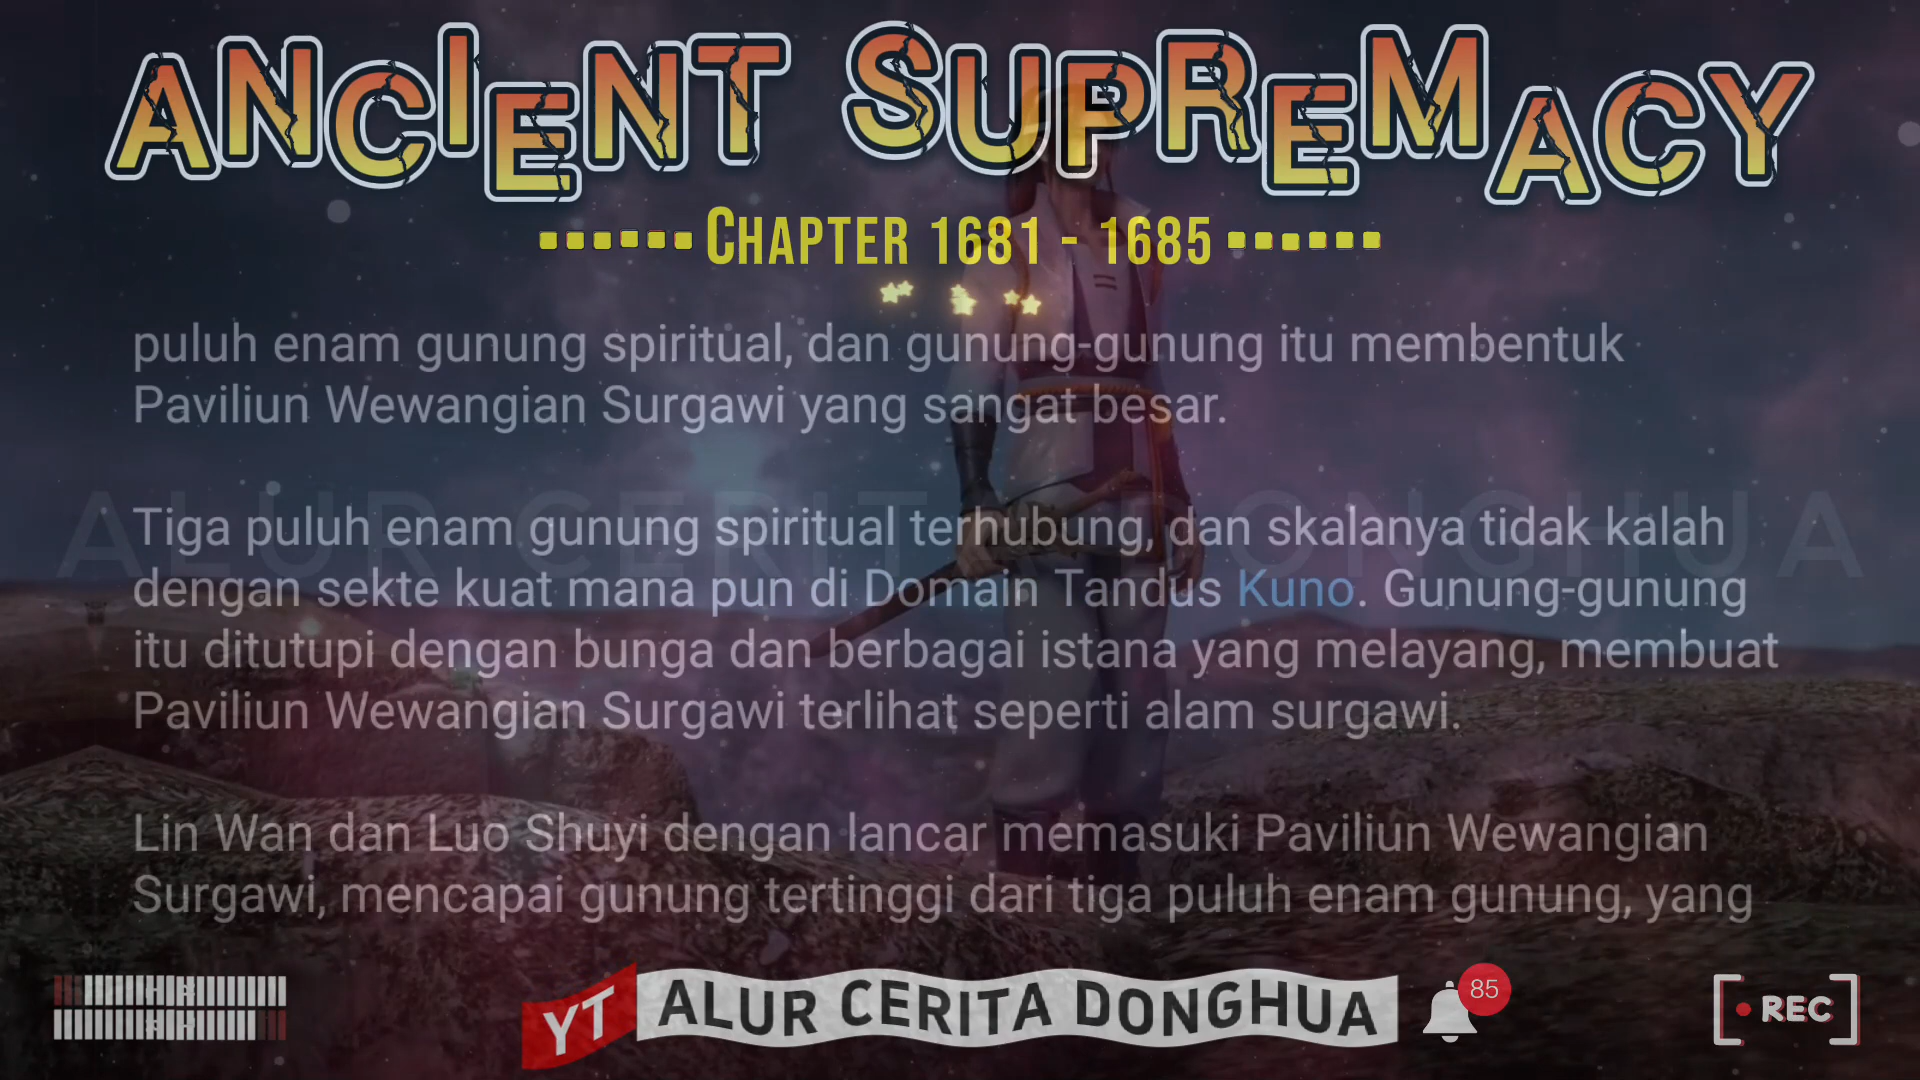 ANCIENT SUPREMACY
CHAPTER 1681 - 1685
puluh enam gunung spiritual, dan gunung-gunung itu membentuk
Paviliun Wewangian Surgawi yang sangat besar.
ALUR CERITA DONGHUA
Tiga puluh enam gunung spiritual terhubung, dan skalanya tidak kalah
dengan sekte kuat mana pun di Domain Tandus Kuno. Gunung-gunung
itu ditutupi dengan bunga dan berbagai istana yang melayang, membuat
Paviliun Wewangian Surgawi terlihat seperti alam surgawi.
Lin Wan dan Luo Shuyi dengan lancar memasuki Paviliun Wewangian
Surgawi, mencapai gunung tertinggi dari tiga puluh enam gunung, yang
YT ALUR CERITA DONGHUA 85
REC